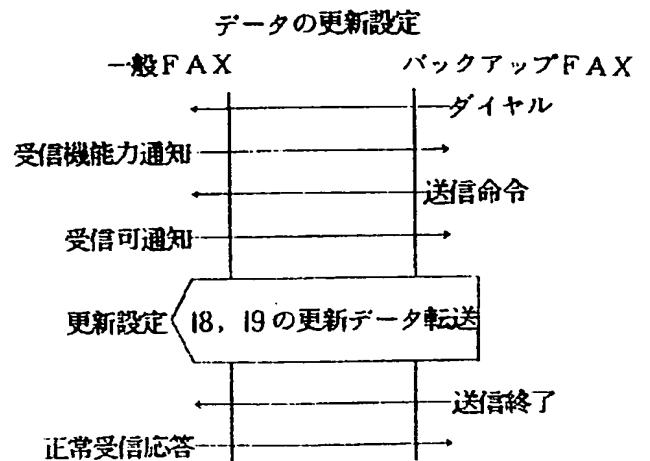 データの更新設定
一般FAX バックアップFAX
ダイヤル
受信機能力通知
送信命令
受信可通知
更新設定 18，19の更新データ転送
送信終了
正常受信応答